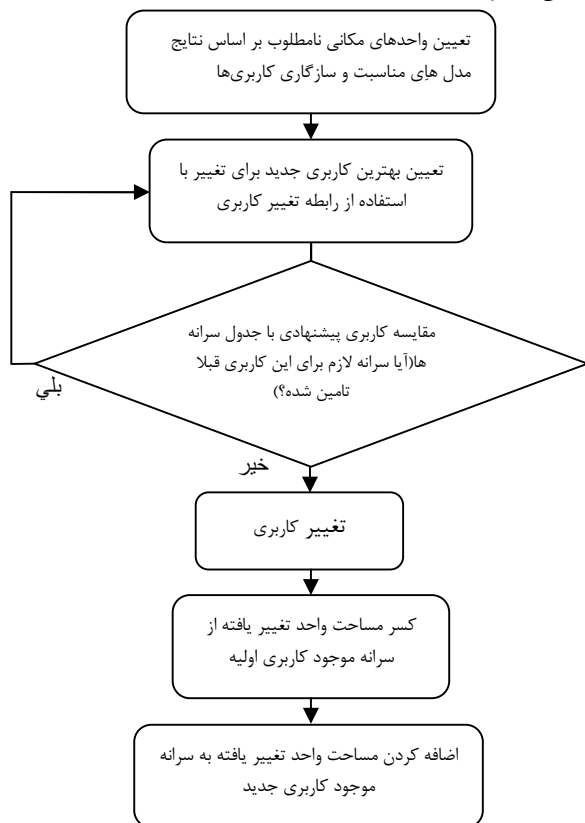 تعیین واحدهای مکانی نامطلوب بر اساس نتایج
مدل های مناسبت و سازگاری کاربری‌ها
تعیین بهترین کاربری جدید برای تغییر با
استفاده از رابطه تغییر کاربری
مقایسه کاربری پیشنهادی با جدول سرانه
ها(آیا سرانه لازم برای این کاربری قبلا
تامین شده؟)
بلي
خیر
تغییر کاربری
کسر مساحت واحد تغییر یافته از
سرانه موجود کاربری اولیه
اضافه کردن مساحت واحد تغییر یافته به سرانه
موجود کاربری جدید